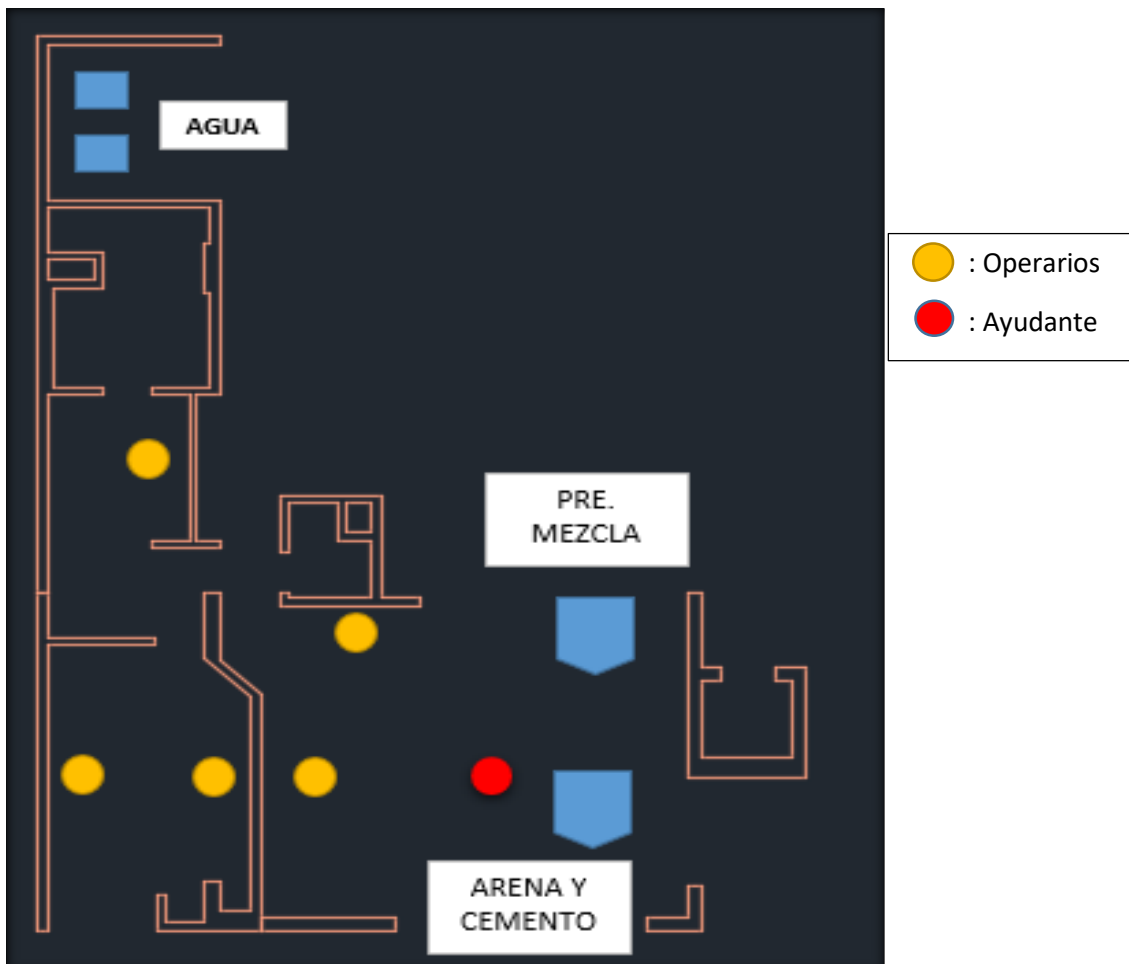 AGUA
: Operarios
: Ayudante
PRE.
MEZCLA
ARENA Y
CEMENTO